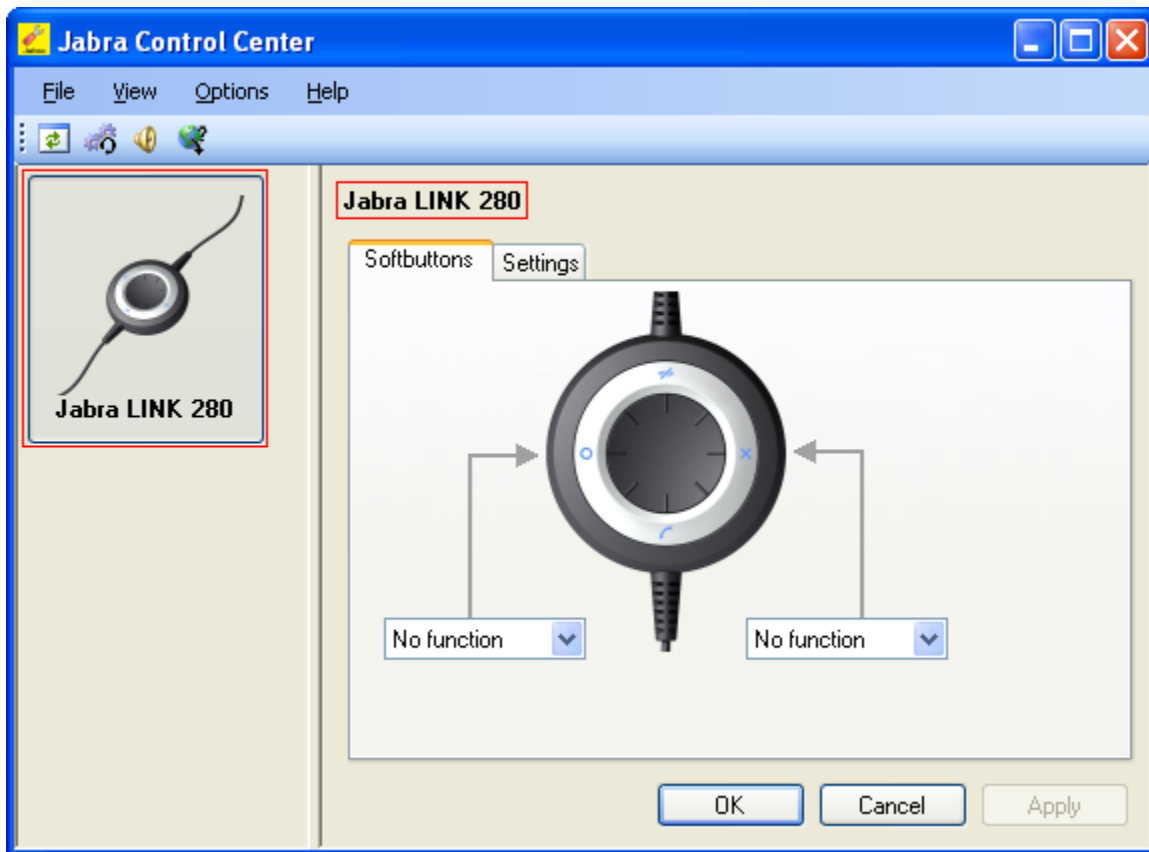 Jabra Control Center
File View Options Help
Jabra LINK 280
Jabra LINK 280
Softbuttons Settings
No function No function
OK Cancel Apply